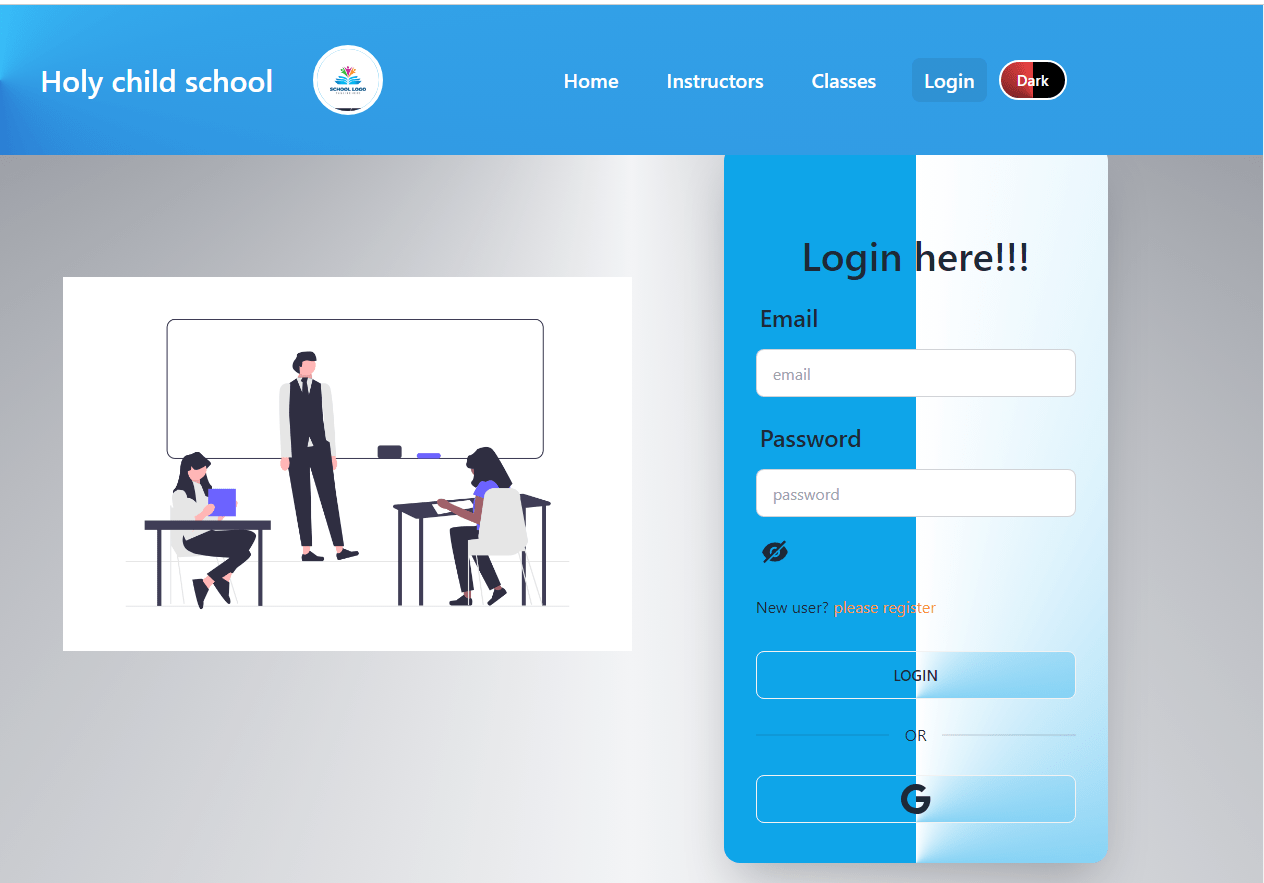 Holy child school
SCHOOL LOGO
Home
Instructors
Classes
Login
Dark
Login here!!!
Email
email
Password
password
New user? please register
LOGIN
OR
G